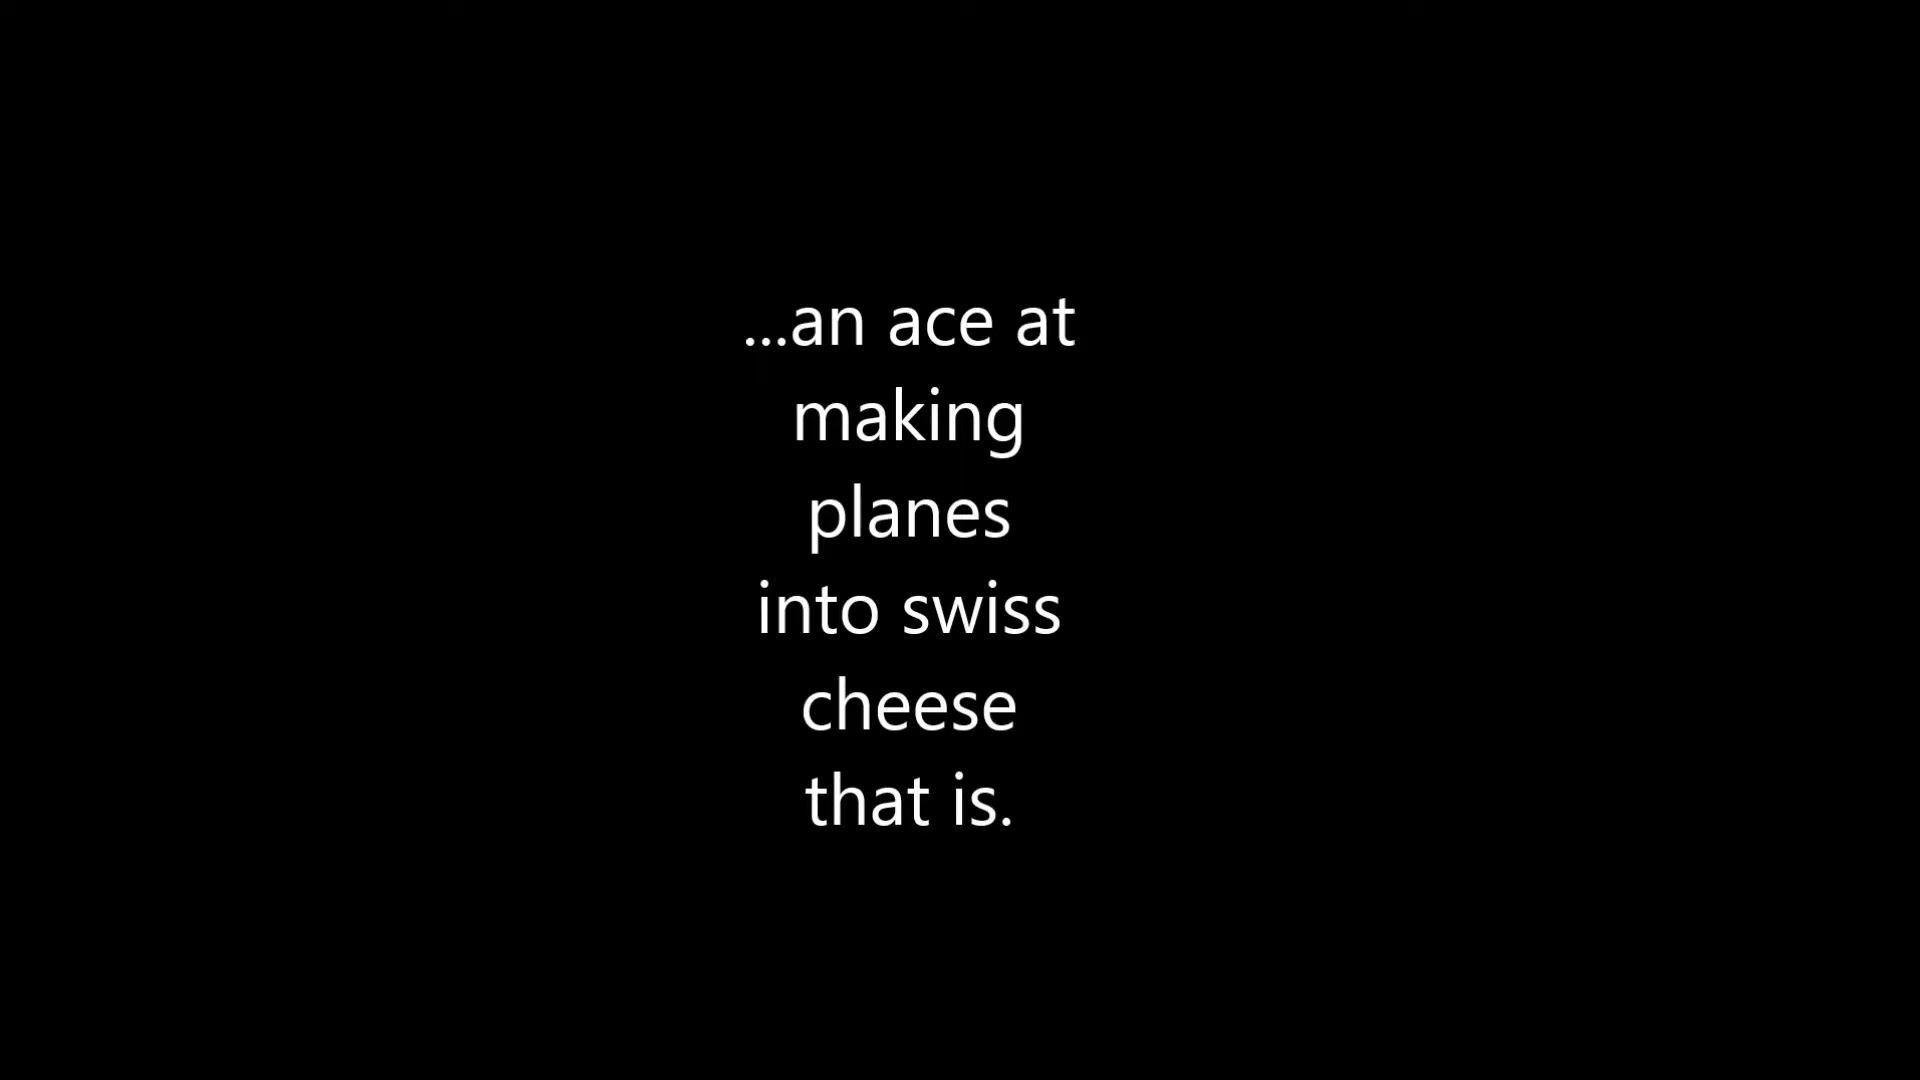 ...an ace at
making
planes
into swiss
cheese
that is.